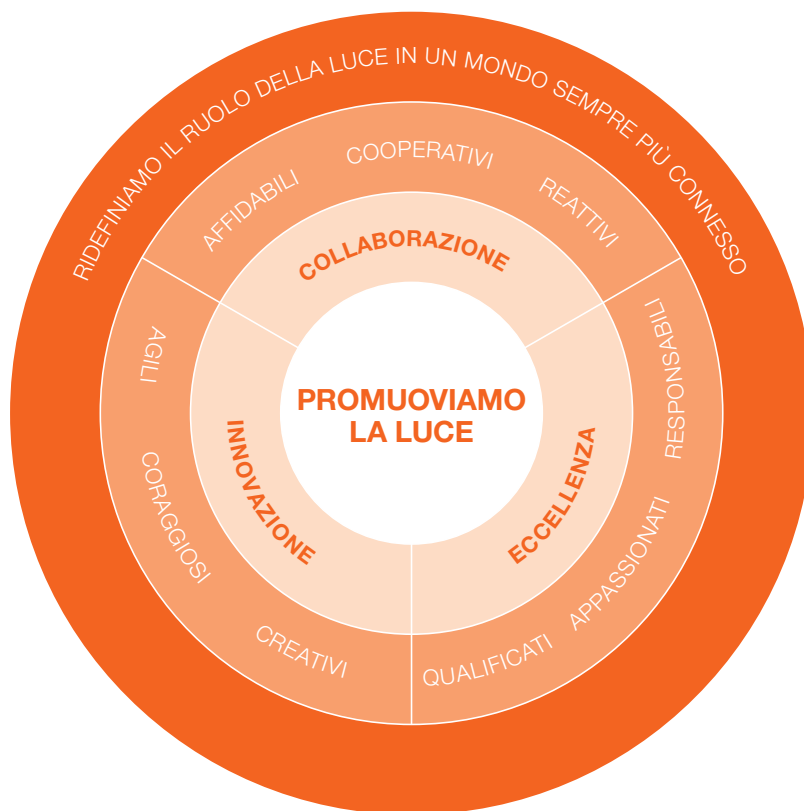 RIDEFINIAMO IL RUOLO DELLA LUCE IN UN MONDO SEMPRE PIÙ CONNESSO
AFFIDABILI
COOPERATIVI
REATTIVI
COLLABORAZIONE
AGILI
CORAGGIOSI
CREATIVI
INNOVAZIONE
PROMUOVIAMO
LA LUCE
ECCELLENZA
RESPONSABILI
APPASSIONATI
QUALIFICATI